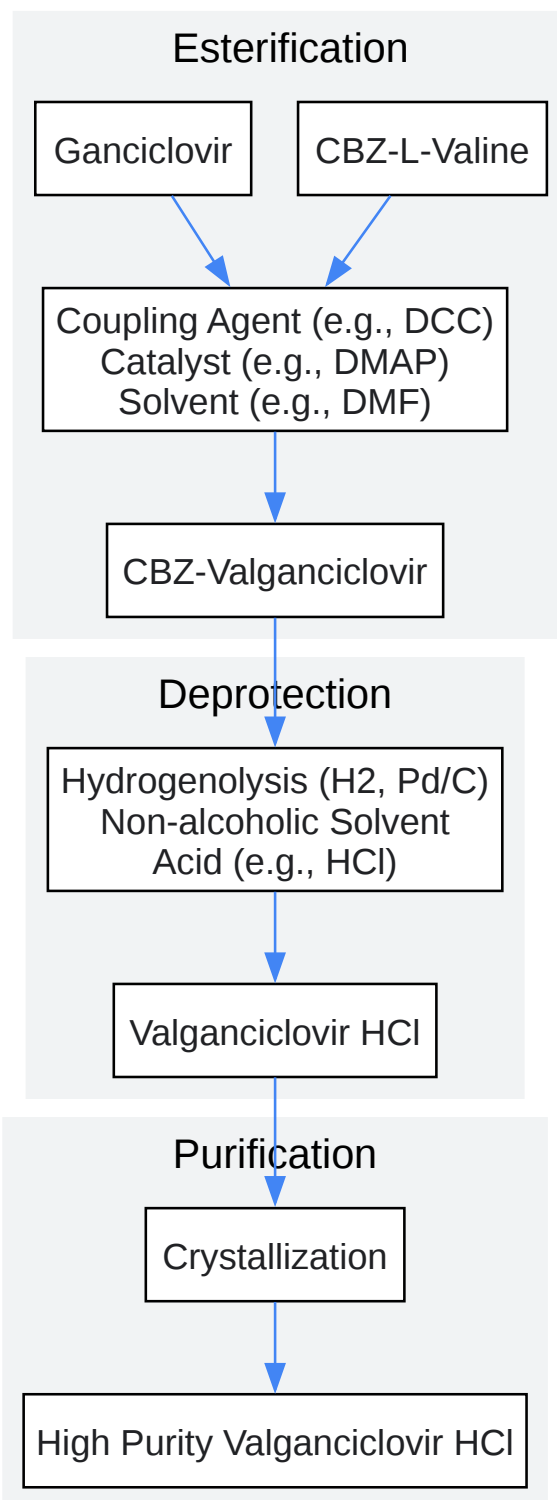 Esterification
Ganciclovir
CBZ-L-Valine
Coupling Agent (e.g., DCC)
Catalyst (e.g., DMAP)
Solvent (e.g., DMF)
CBZ-Valganciclovir
Deprotection
Hydrogenolysis (H2, Pd/C)
Non-alcoholic Solvent
Acid (e.g., HCl)
Valganciclovir HCl
Purification
Crystallization
High Purity Valganciclovir HCl